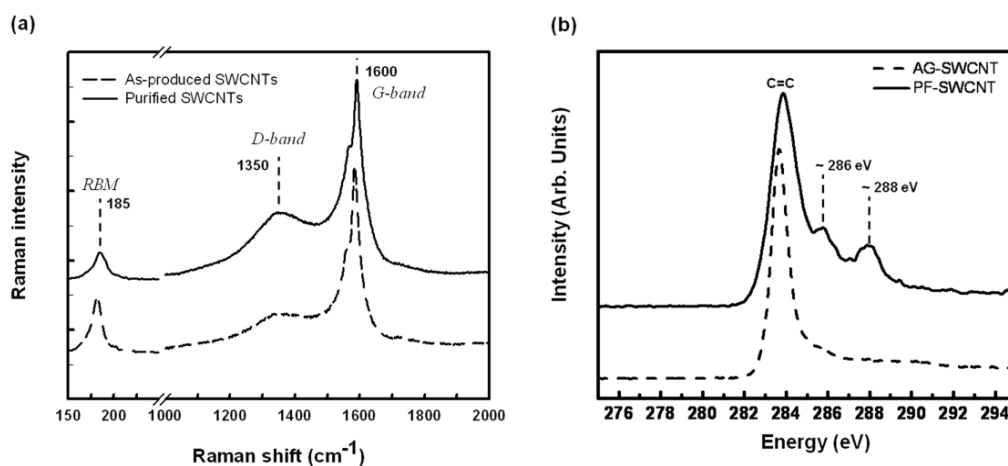 (a)
As-produced SWCNTs
Purified SWCNTs
1600
G-band
D-band
1350
RBM
185
Raman intensity
150 200 1000 1200 1400 1600 1800 2000
Raman shift (cm⁻¹)
(b)
AG-SWCNT
PF-SWCNT
C=C
~ 286 eV
~ 288 eV
Intensity (Arb. Units)
276 278 280 282 284 286 288 290 292 294
Energy (eV)